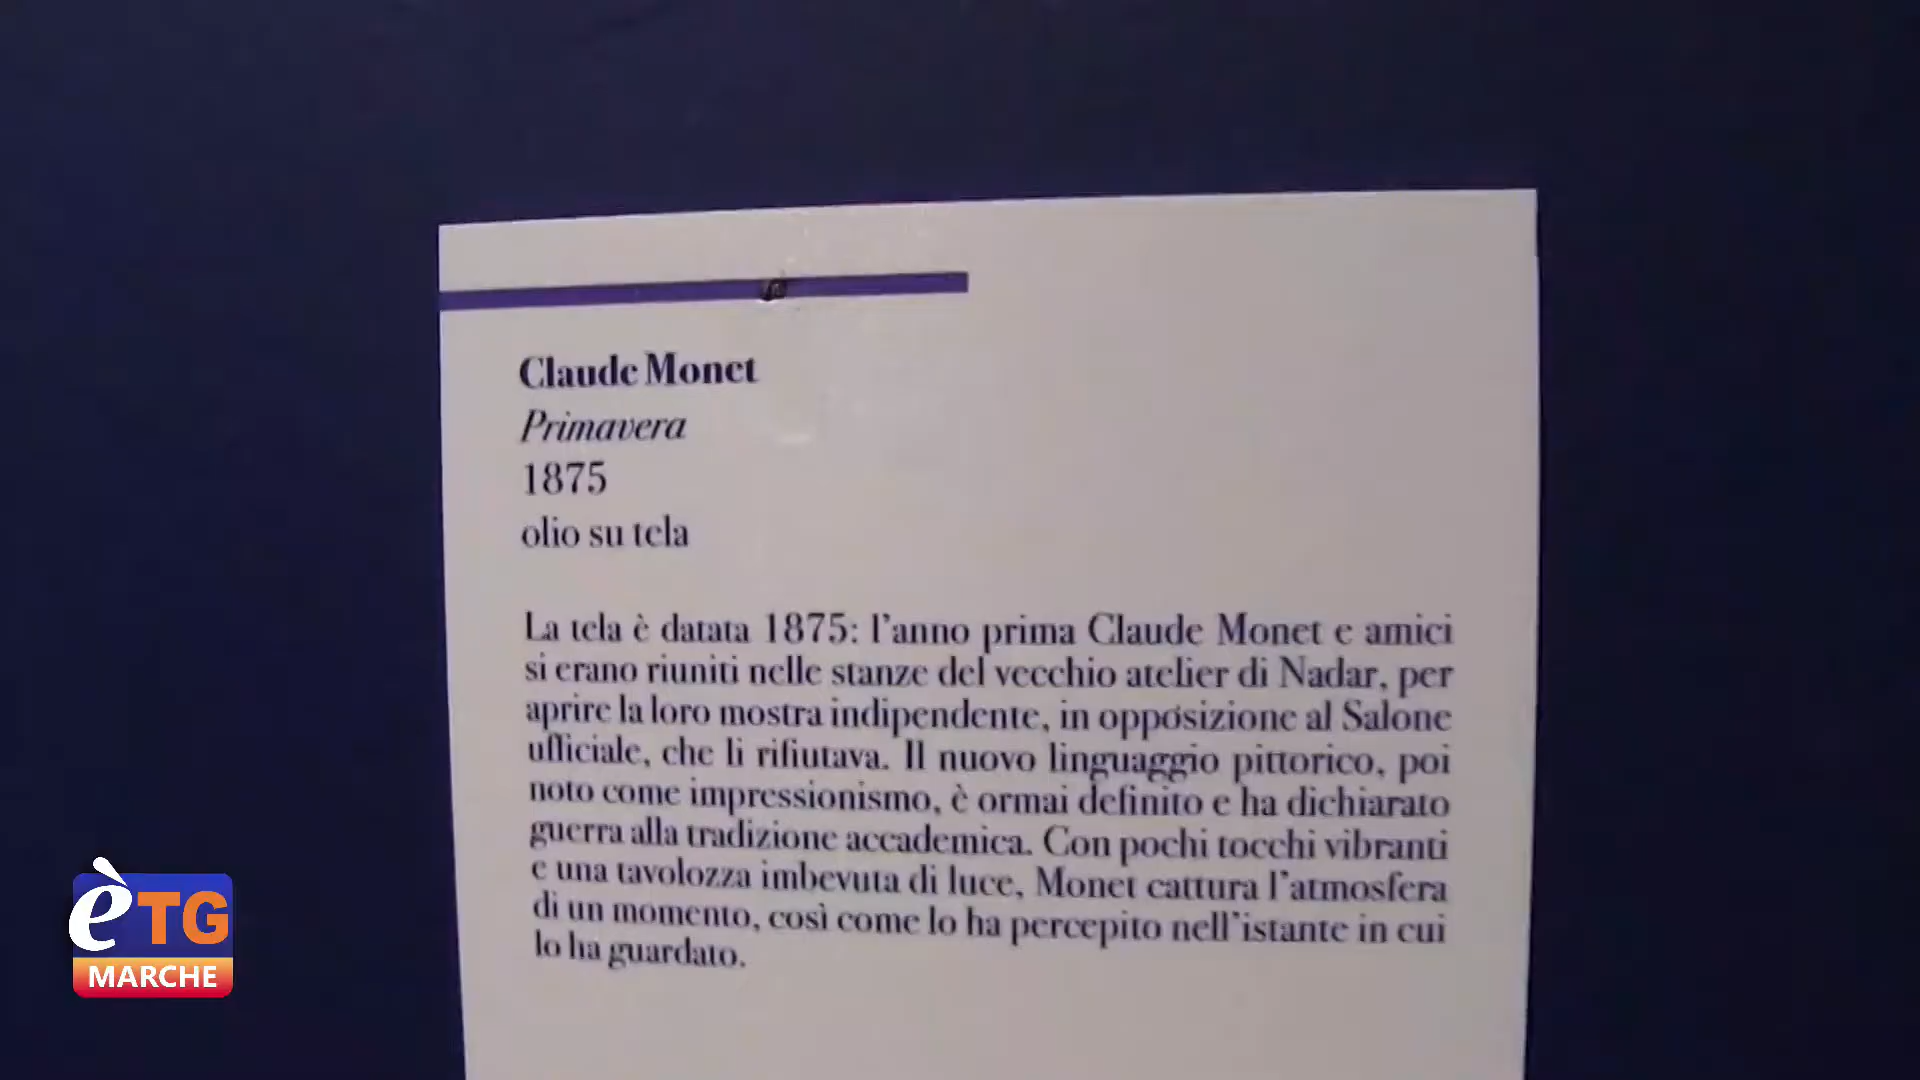 Claude Monet
Primavera
1875
olio su tela
La tela è datata 1875: l'anno prima Claude Monet e amici
si erano riuniti nelle stanze del vecchio atelier di Nadar, per
aprire la loro mostra indipendente, in opposizione al Salone
ufficiale, che li rifiutava. Il nuovo linguaggio pittorico, poi
noto come impressionismo, è ormai definito e ha dichiarato
guerra alla tradizione accademica. Con pochi tocchi vibranti
e una tavolozza imbevuta di luce, Monet cattura l'atmosfera
di un momento, così come lo ha percepito nell'istante in cui
lo ha guardato.
èTG
MARCHE